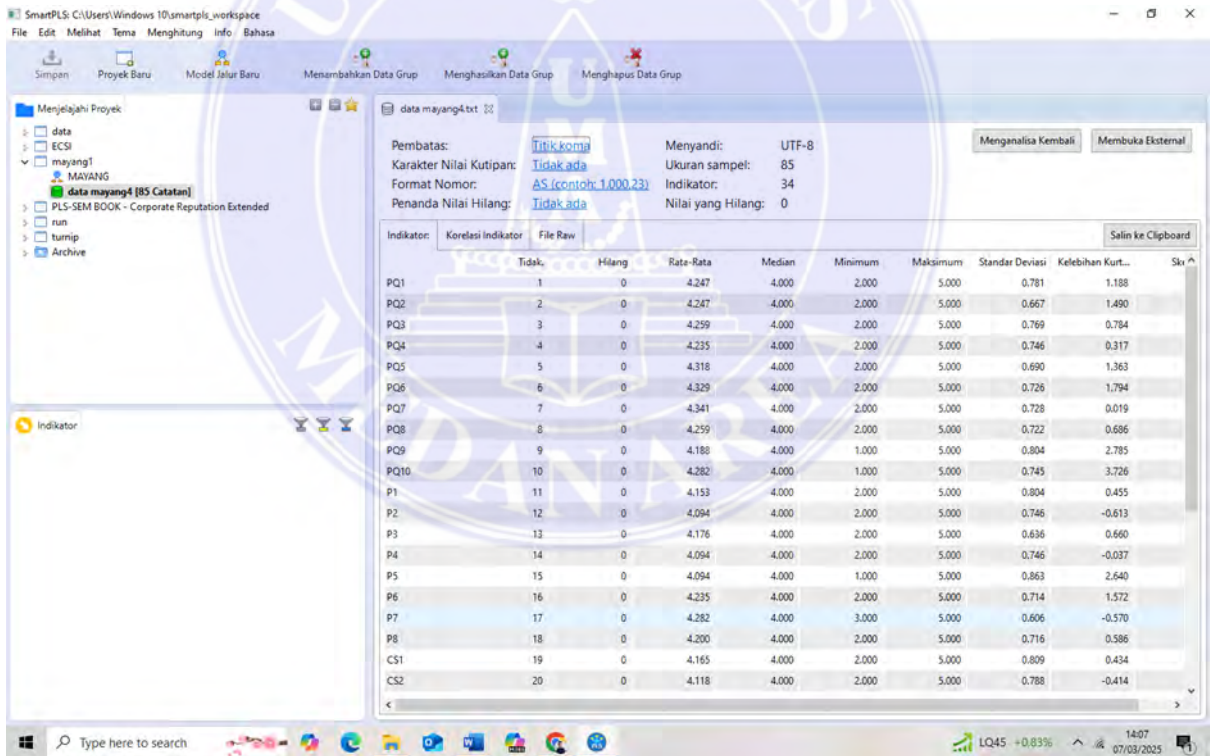 SmartPLS: C:\Users\Windows 10\smartpls_workspace
File Edit Melihat Tema Menghitung Info Bahasa
Simpan Proyek Baru Model Jalur Baru Menambahkan Data Grup Menghasilkan Data Grup Menghapus Data Grup
Menjelajahi Proyek
data
ECSI
mayang1
MAYANG
data mayang4 [85 Catatan]
PLS-SEM BOOK - Corporate Reputation Extended
run
turnip
Archive
Indikator
data mayang4.txt
Pembatas: Titik koma Menyandi: UTF-8 Menganalisa Kembali Membuka Eksternal
Karakter Nilai Kutipan: Tidak ada Ukuran sampel: 85
Format Nomor: AS (contoh: 1.000,23) Indikator: 34
Penanda Nilai Hilang: Tidak ada Nilai yang Hilang: 0
Indikator: Korelasi Indikator File Raw Salin ke Clipboard
Tidak. Hilang Rata-Rata Median Minimum Maksimum Standar Deviasi Kelebihan Kurt...
PQ1 1 0 4.247 4.000 2.000 5.000 0.781 1.188
PQ2 2 0 4.247 4.000 2.000 5.000 0.667 1.490
PQ3 3 0 4.259 4.000 2.000 5.000 0.769 0.784
PQ4 4 0 4.235 4.000 2.000 5.000 0.746 0.317
PQ5 5 0 4.318 4.000 2.000 5.000 0.690 1.363
PQ6 6 0 4.329 4.000 2.000 5.000 0.726 1.794
PQ7 7 0 4.341 4.000 2.000 5.000 0.728 0.019
PQ8 8 0 4.259 4.000 2.000 5.000 0.722 0.686
PQ9 9 0 4.188 4.000 1.000 5.000 0.804 2.785
PQ10 10 0 4.282 4.000 1.000 5.000 0.745 3.726
P1 11 0 4.153 4.000 2.000 5.000 0.804 0.455
P2 12 0 4.094 4.000 2.000 5.000 0.746 -0.613
P3 13 0 4.176 4.000 2.000 5.000 0.636 0.660
P4 14 0 4.094 4.000 2.000 5.000 0.746 -0.037
P5 15 0 4.094 4.000 1.000 5.000 0.863 2.640
P6 16 0 4.235 4.000 2.000 5.000 0.714 1.572
P7 17 0 4.282 4.000 3.000 5.000 0.606 -0.570
P8 18 0 4.200 4.000 2.000 5.000 0.716 0.586
CS1 19 0 4.165 4.000 2.000 5.000 0.809 0.434
CS2 20 0 4.118 4.000 2.000 5.000 0.788 -0.414
MEDAN AREA
Type here to search
LQ45 +0,83%
14:07
07/03/2025